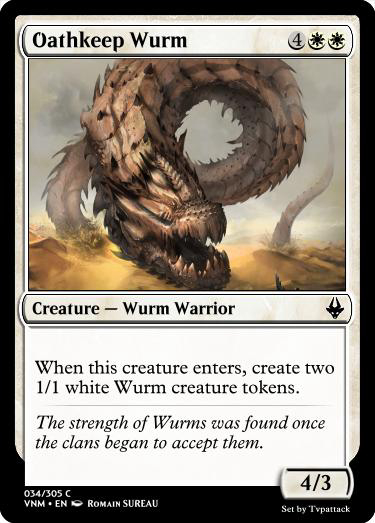 Oathkeep Wurm 4
Creature — Wurm Warrior
When this creature enters, create two
1/1 white Wurm creature tokens.
The strength of Wurms was found once
the clans began to accept them.
4/3
034/305 C
VNM • EN Romain SUREAU
Set by Tvpattack